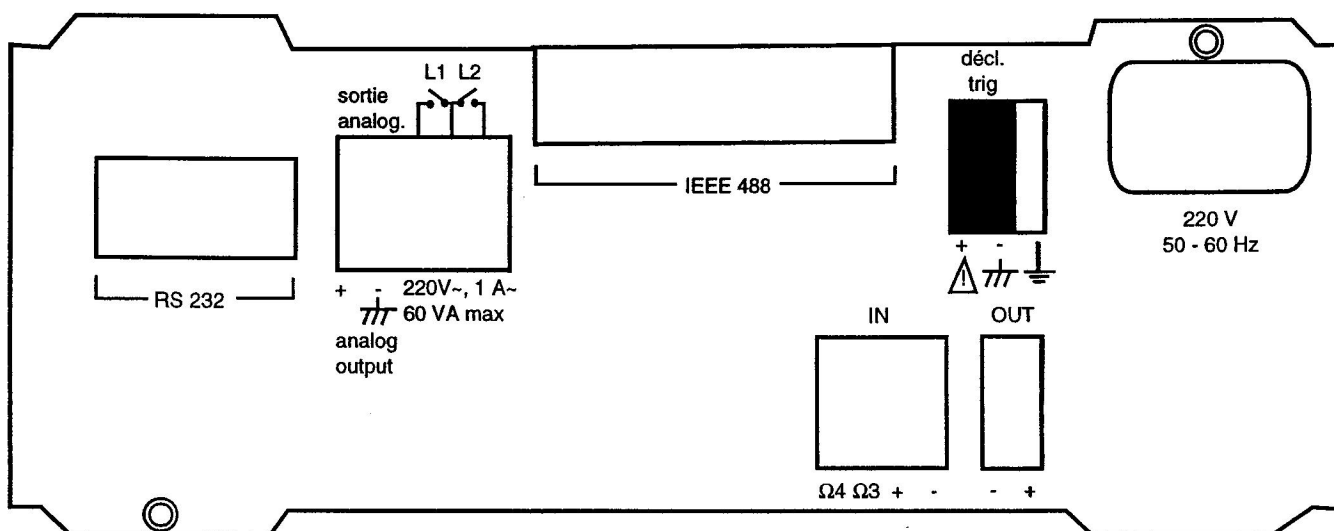 L1 L2
sortie
analog.
RS 232
+ -
220V~, 1 A~
60 VA max
analog
output
IEEE 488
décl.
trig
+ -
!
220 V
50 - 60 Hz
IN
Ω4 Ω3 + -
OUT
- +